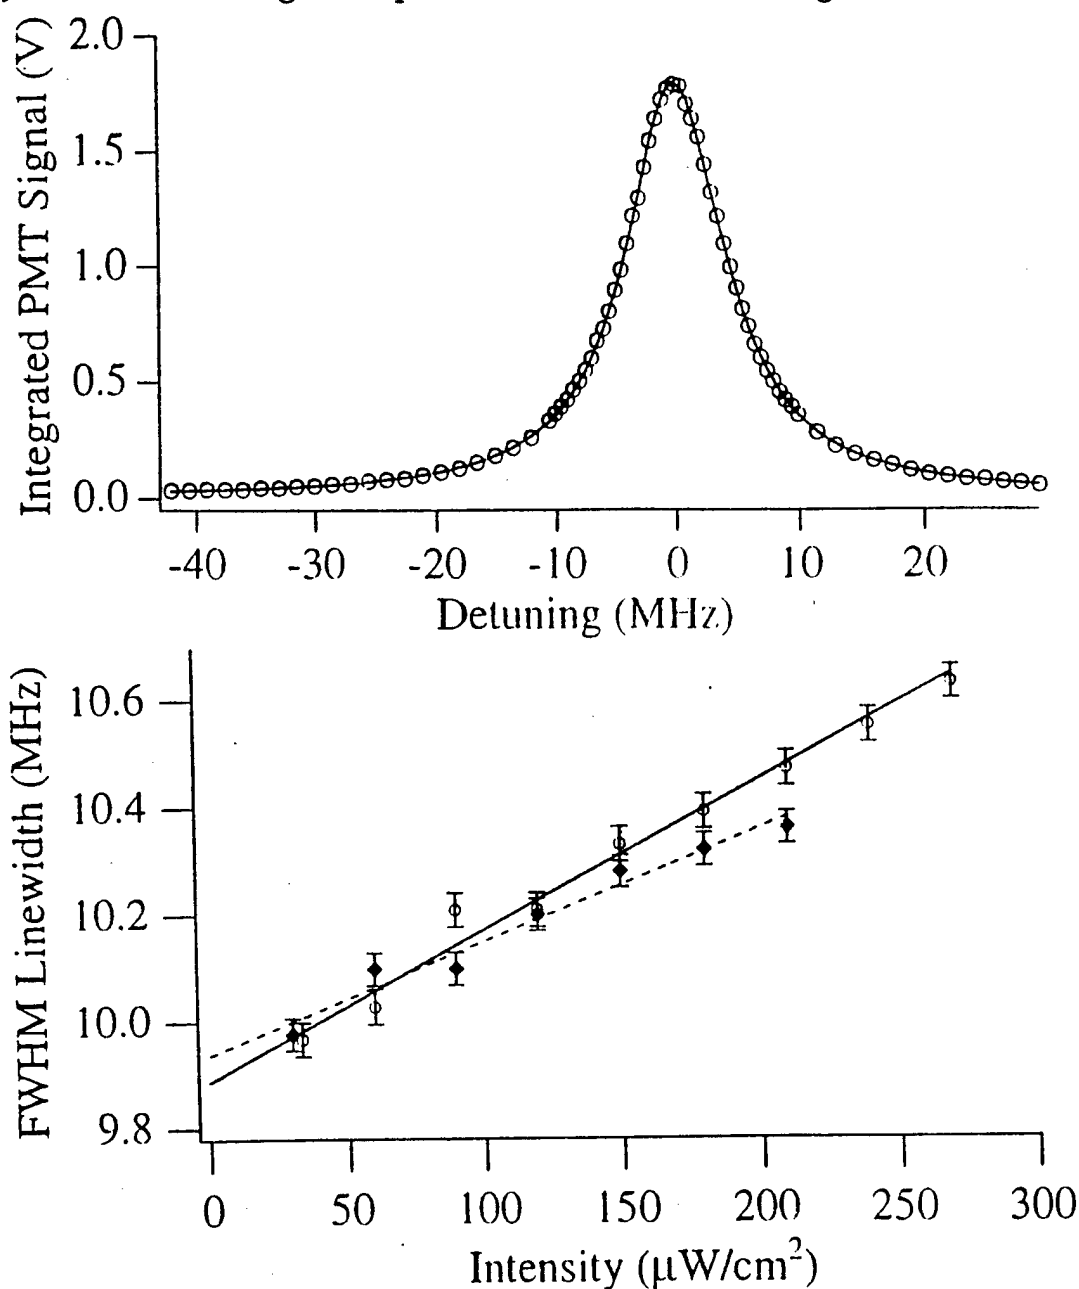 Integrated PMT Signal (V)
2.0
1.5
1.0
0.5
0.0
-40 -30 -20 -10 0 10 20
Detuning (MHz)
FWHM Linewidth (MHz)
10.6
10.4
10.2
10.0
9.8
0 50 100 150 200 250 300
Intensity (μW/cm²)